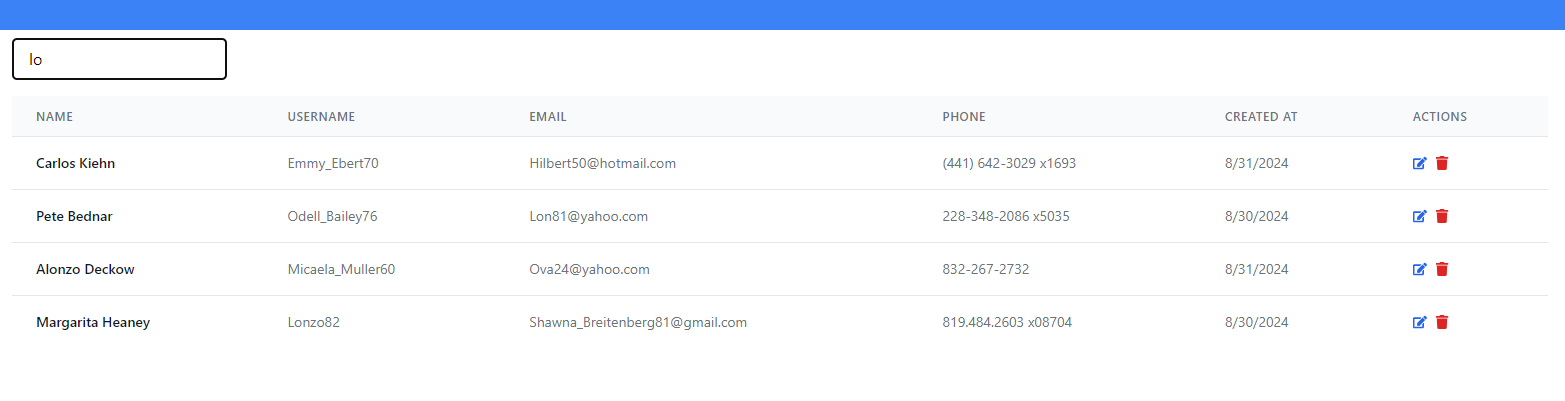 lo
NAME USERNAME EMAIL PHONE CREATED AT ACTIONS
Carlos Kiehn Emmy_Ebert70 Hilbert50@hotmail.com (441) 642-3029 x1693 8/31/2024
Pete Bednar Odell_Bailey76 Lon81@yahoo.com 228-348-2086 x5035 8/30/2024
Alonzo Deckow Micaela_Muller60 Ova24@yahoo.com 832-267-2732 8/31/2024
Margarita Heaney Lonzo82 Shawna_Breitenberg81@gmail.com 819.484.2603 x08704 8/30/2024